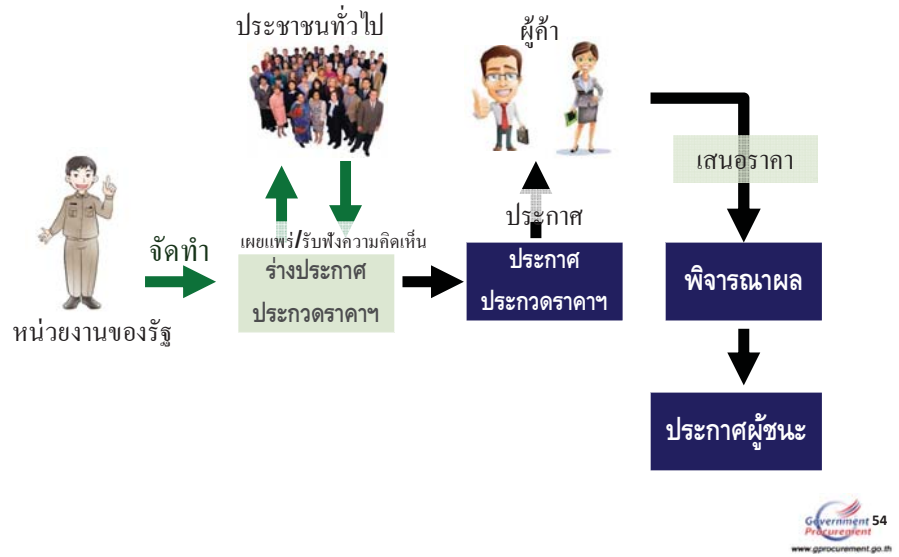 ประชาชนทั่วไป
ผู้ค้า
เสนอราคา
จัดทำ
เผยแพร่/รับฟังความคิดเห็น
ร่างประกาศ
ประกวดราคาฯ
ประกาศ
ประกาศ
ประกวดราคาฯ
พิจารณาผล
หน่วยงานของรัฐ
ประกาศผู้ชนะ
Government
Procurement
www.gprocurement.go.th
54